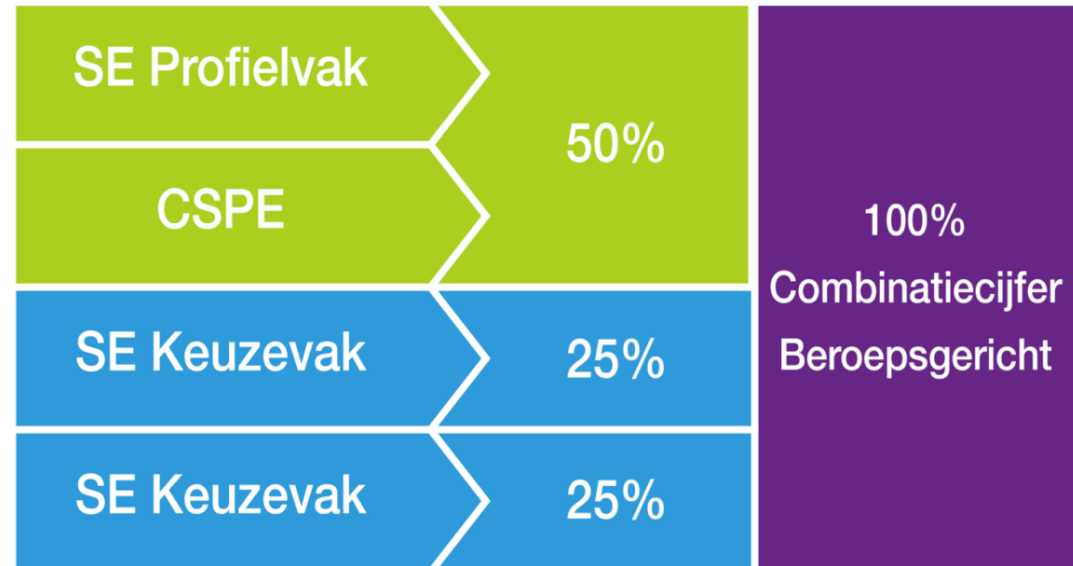 SE Profielvak
CSPE
50%
SE Keuzevak
25%
SE Keuzevak
25%
100%
Combinatiecijfer
Beroepsgericht